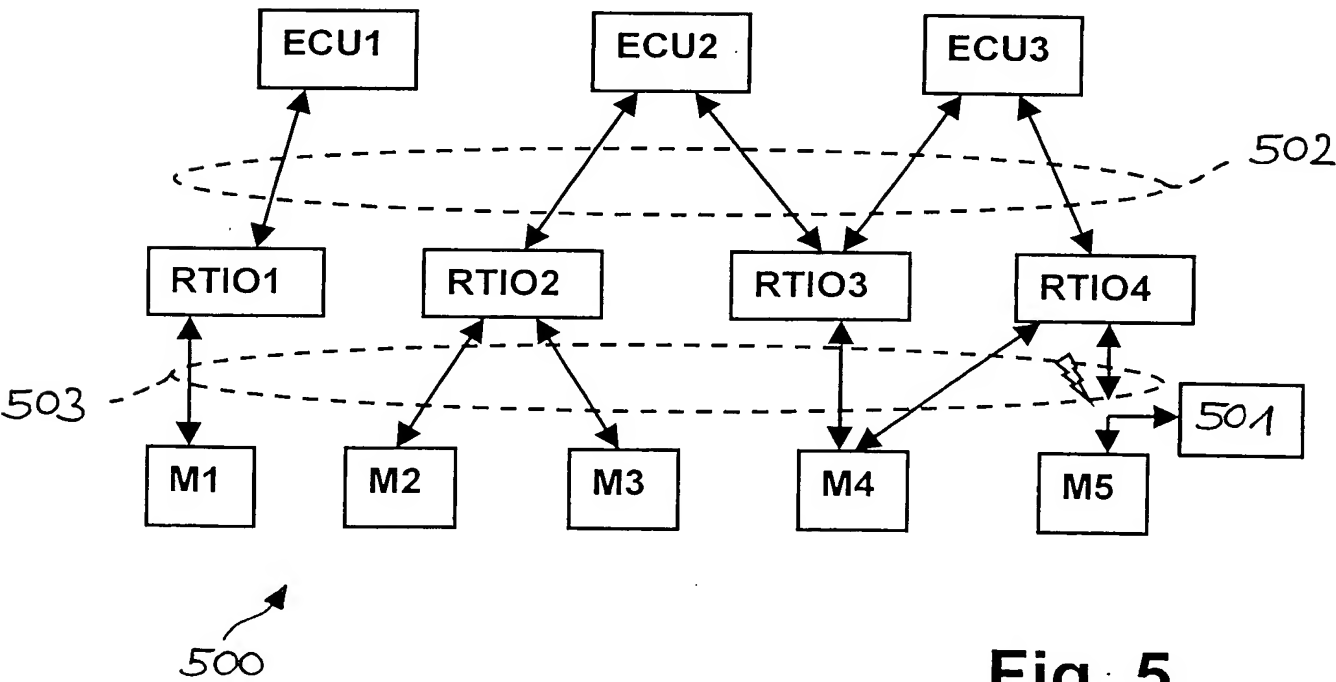 ECU1 ECU2 ECU3
502
RTIO1 RTIO2 RTIO3 RTIO4
503
501
M1 M2 M3 M4 M5
500
Fig. 5